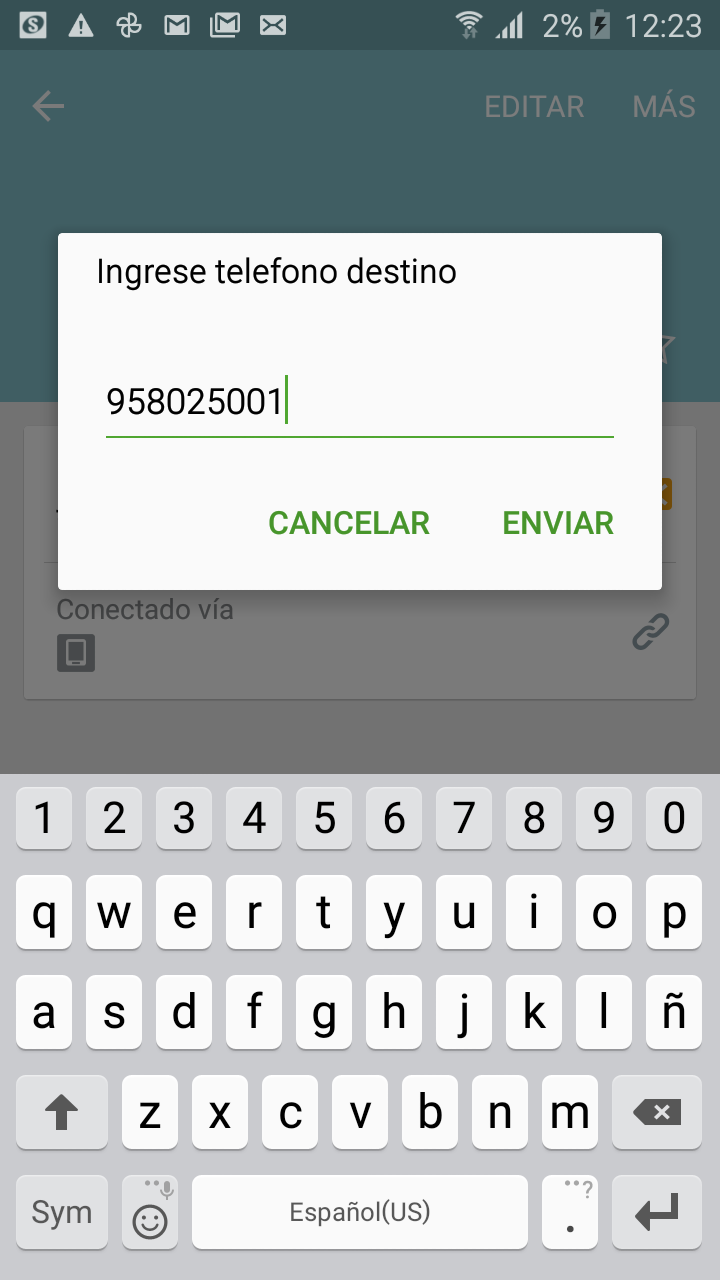 2% 12:23
EDITAR MÁS
Ingrese telefono destino
958025001
CANCELAR ENVIAR
Conectado vía
1 2 3 4 5 6 7 8 9 0
q w e r t y u i o p
a s d f g h j k l ñ
z x c v b n m
Sym Español(US) . ?